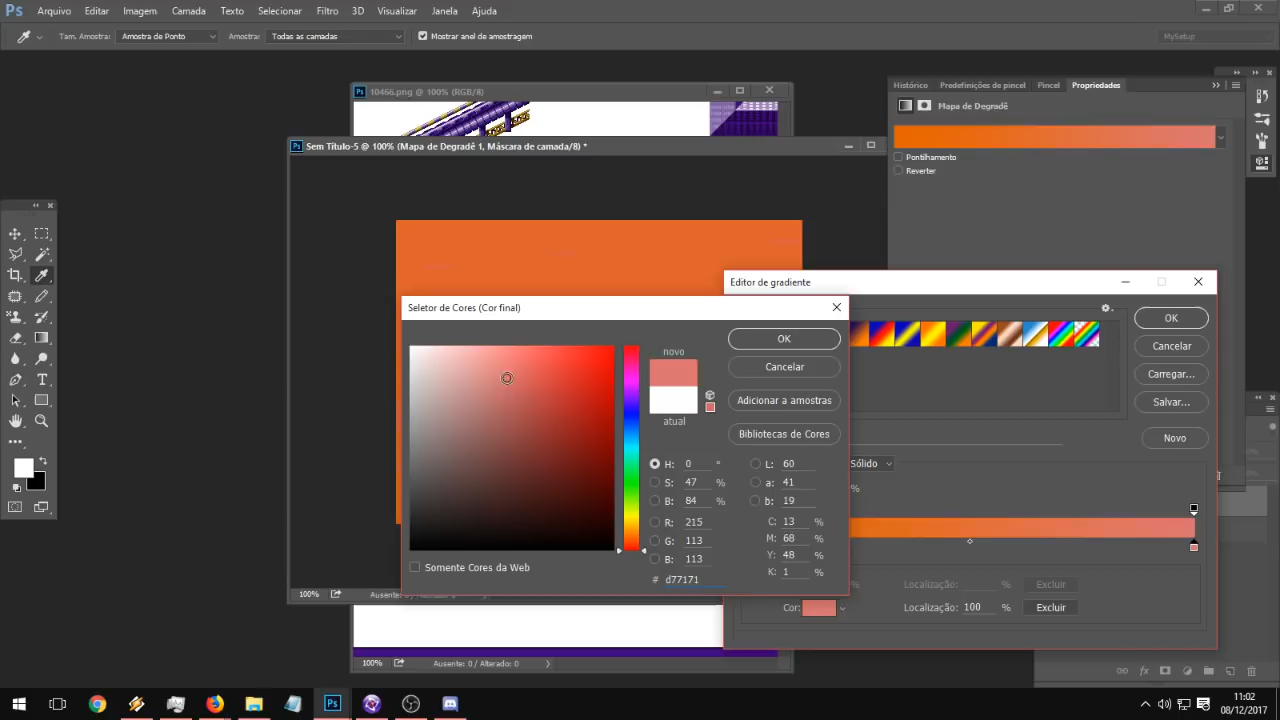 Ps Arquivo Editar Imagem Camada Texto Selecionar Filtro 3D Visualizar Janela Ajuda
Tam. Amostra: Amostra de Ponto Amostra: Todas as camadas Mostrar anel de amostragem MySetup
Histórico Predefinições de pincel Pincel Propriedades
10466.png @ 100% (RGB/8)
Mapa de Degradê
Sem Título-5 @ 100% (Mapa de Degradê 1, Máscara de camada/8) *
Pontilhamento
Reverter
Editor de gradiente
Seletor de Cores (Cor final)
OK
Cancelar
Carregar...
Salvar...
Novo
OK
novo
Cancelar
Adicionar a amostras
atual
Bibliotecas de Cores
Sólido
H: 0 ° L: 60
S: 47 % a: 41
%
B: 84 % b: 19
R: 215 C: 13 %
G: 113 M: 68 %
B: 113 Y: 48 %
K: 1 %
# d77171
Somente Cores da Web
% Localização: % Excluir
100%
Cor: Localização: 100 % Excluir
100% Ausente: 0 / Alterado: 0
11:02
08/12/2017